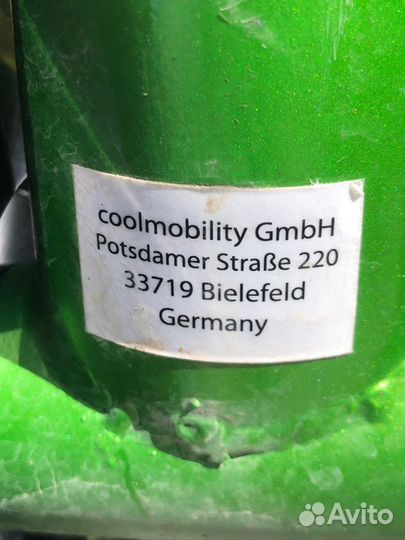 coolmobility GmbH
Potsdamer Straße 220
33719 Bielefeld
Germany
Avito